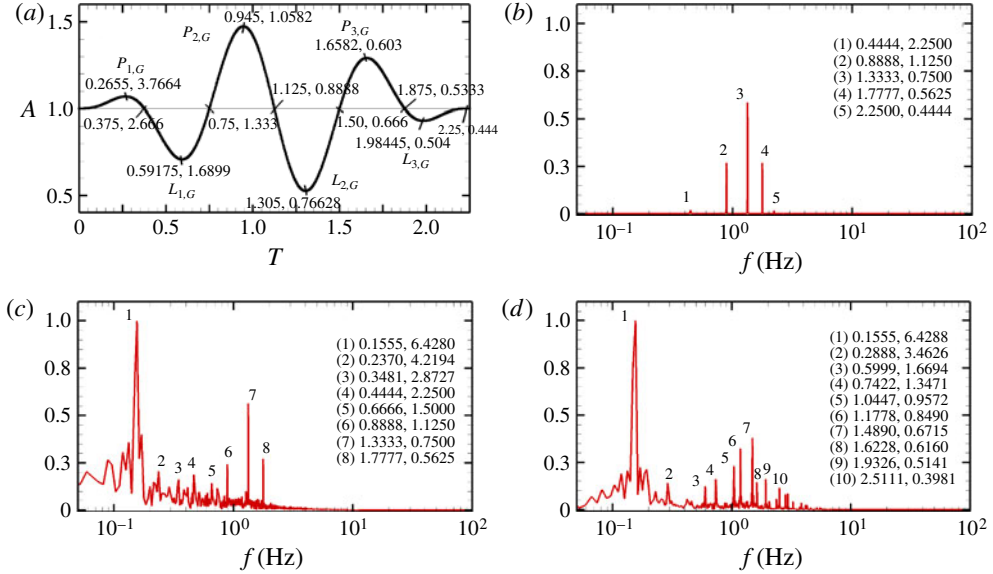 (a)
1.5
1.0
0.5
A
0.945, 1.0582
P2,G
P3,G
1.6582, 0.603
P1,G
0.2655, 3.7664
1.125, 0.8888
1.875, 0.5333
0.375, 2.666
0.75, 1.333
1.50, 0.666
2.25, 0.444
1.98445, 0.504
0.59175, 1.6899
L3,G
L1,G
L2,G
1.305, 0.76628
0 0.5 1.0 1.5 2.0
T
(b)
1.0
0.8
0.5
0.3
0
(1) 0.4444, 2.2500
(2) 0.8888, 1.1250
(3) 1.3333, 0.7500
(4) 1.7777, 0.5625
(5) 2.2500, 0.4444
3
2 4
1 5
10−1 100 101 102
f (Hz)
(c)
1.0
0.8
0.5
0.3
0
1
(1) 0.1555, 6.4280
(2) 0.2370, 4.2194
(3) 0.3481, 2.8727
(4) 0.4444, 2.2500
(5) 0.6666, 1.5000
(6) 0.8888, 1.1250
(7) 1.3333, 0.7500
(8) 1.7777, 0.5625
7
2 3 4 5 6 8
10−1 100 101 102
f (Hz)
(d)
1.0
0.8
0.5
0.3
0
1
(1) 0.1555, 6.4288
(2) 0.2888, 3.4626
(3) 0.5999, 1.6694
(4) 0.7422, 1.3471
(5) 1.0447, 0.9572
(6) 1.1778, 0.8490
(7) 1.4890, 0.6715
(8) 1.6228, 0.6160
(9) 1.9326, 0.5141
(10) 2.5111, 0.3981
2 3 4 5 6 7 8 9 10
10−1 100 101 102
f (Hz)